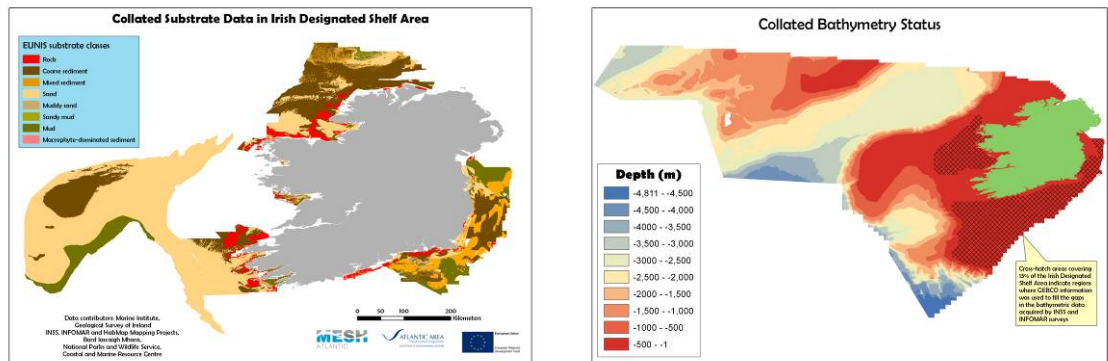 Collated Substrate Data in Irish Designated Shelf Area
EUNIS substrate classes
Rock
Coarse sediment
Mixed sediment
Sand
Muddy sand
Sandy mud
Mud
Macrophyte-dominated sediment
Data contributors: Marine Institute,
Geological Survey of Ireland
INSS, INFOMAR and HabMap Mapping Projects,
Bord Iascaigh Mhara,
National Parks and Wildlife Service,
Coastal and Marine Resource Centre
0 50 100 200
Kilometers
MESH
ATLANTIC
ATLANTIC AREA
European Union
Collated Bathymetry Status
Depth (m)
-4,811 - -4,500
-4,500 - -4,000
-4000 - -3,500
-3,500 - -3,000
-3000 - -2,500
-2,500 - -2,000
-2000 - -1,500
-1,500 - -1,000
-1000 - -500
-500 - -1
Cross-hatch areas covering
15% of the Irish Designated
Shelf Area indicate regions
where GEBCO information
was used to fill the gaps
in the bathymetric data
acquired by INSS and
INFOMAR surveys